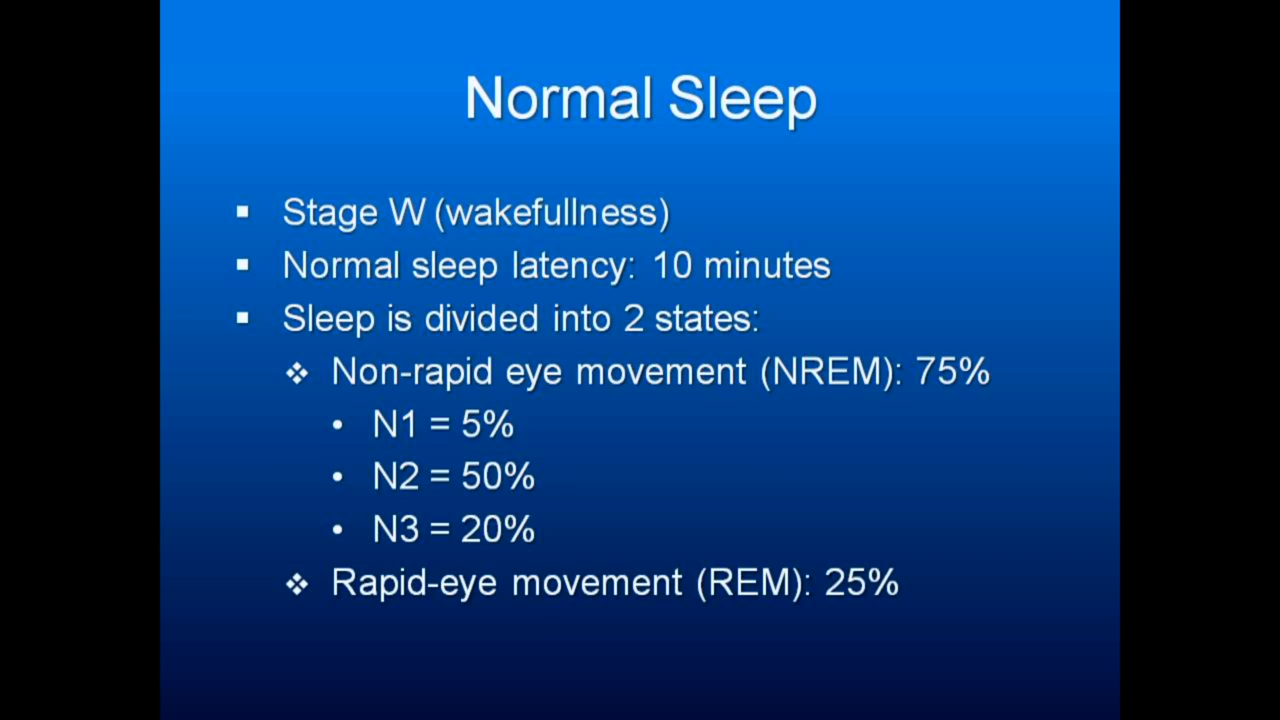 Normal Sleep
▪ Stage W (wakefullness)
▪ Normal sleep latency: 10 minutes
▪ Sleep is divided into 2 states:
❖ Non-rapid eye movement (NREM): 75%
• N1 = 5%
• N2 = 50%
• N3 = 20%
❖ Rapid-eye movement (REM): 25%